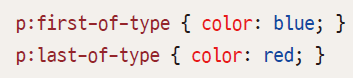 p:first-of-type { color: blue; }
p:last-of-type { color: red; }